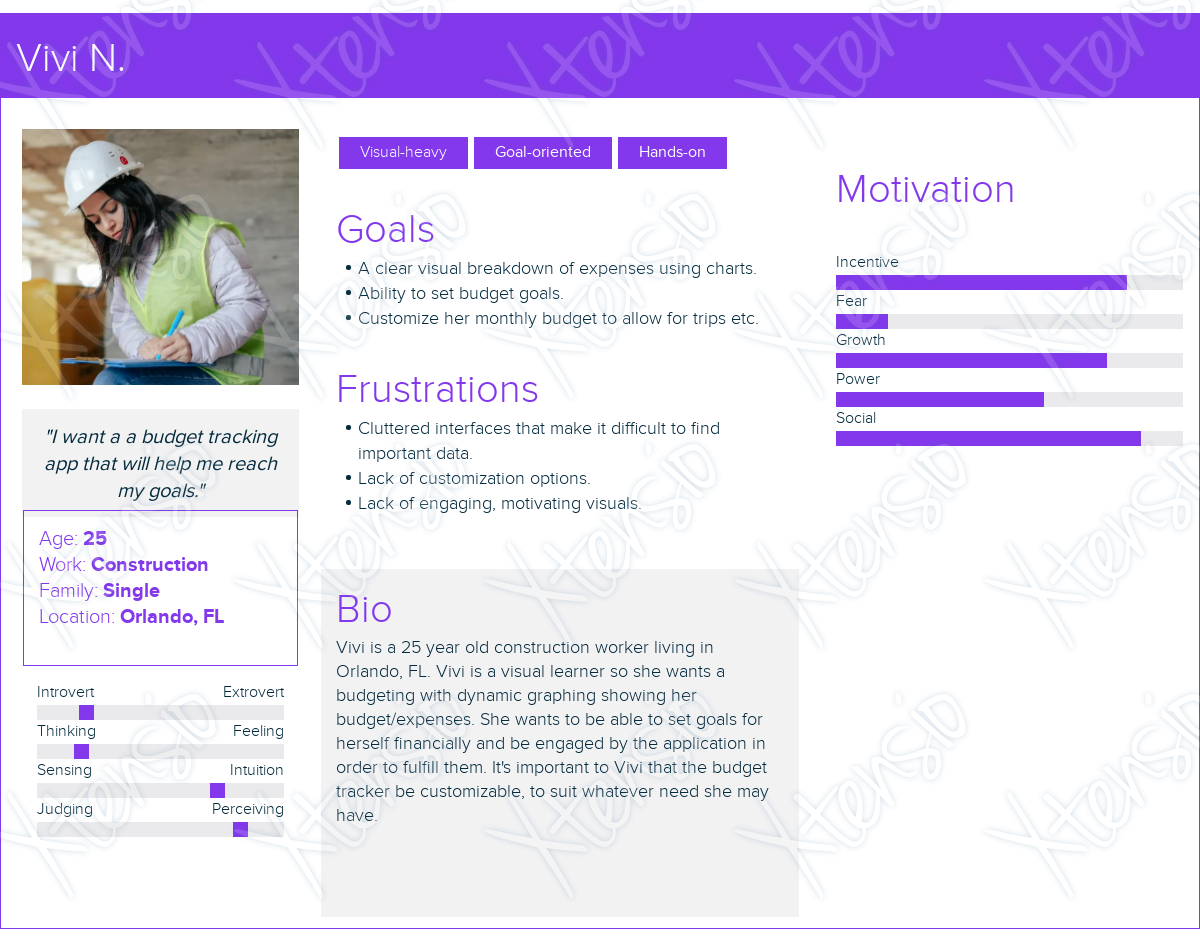 Vivi N.
"I want a a budget tracking
app that will help me reach
my goals."
Age: 25
Work: Construction
Family: Single
Location: Orlando, FL
Introvert Extrovert
Thinking Feeling
Sensing Intuition
Judging Perceiving
Visual-heavy Goal-oriented Hands-on
Goals
• A clear visual breakdown of expenses using charts.
• Ability to set budget goals.
• Customize her monthly budget to allow for trips etc.
Frustrations
• Cluttered interfaces that make it difficult to find
important data.
• Lack of customization options.
• Lack of engaging, motivating visuals.
Bio
Vivi is a 25 year old construction worker living in
Orlando, FL. Vivi is a visual learner so she wants a
budgeting with dynamic graphing showing her
budget/expenses. She wants to be able to set goals for
herself financially and be engaged by the application in
order to fulfill them. It's important to Vivi that the budget
tracker be customizable, to suit whatever need she may
have.
Motivation
Incentive
Fear
Growth
Power
Social
Xtensio